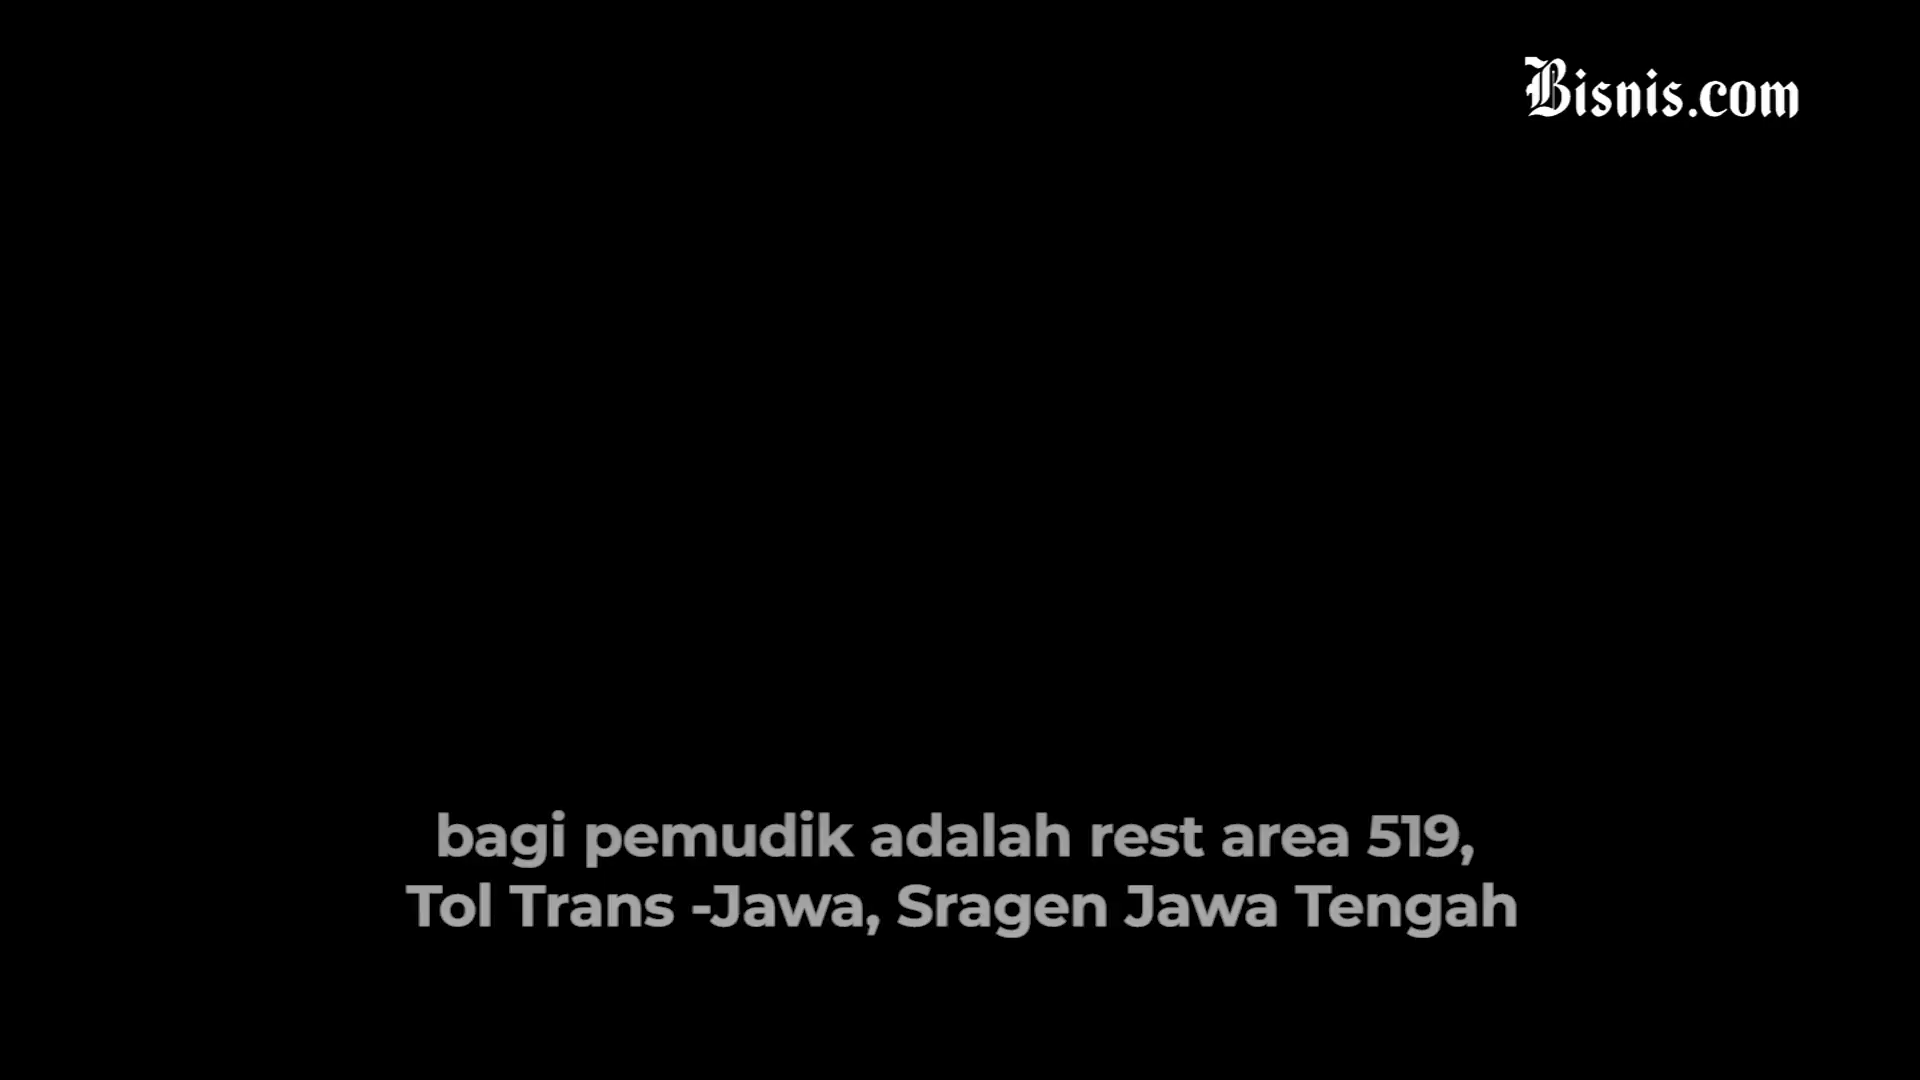 Bisnis.com
bagi pemudik adalah rest area 519,
Tol Trans -Jawa, Sragen Jawa Tengah